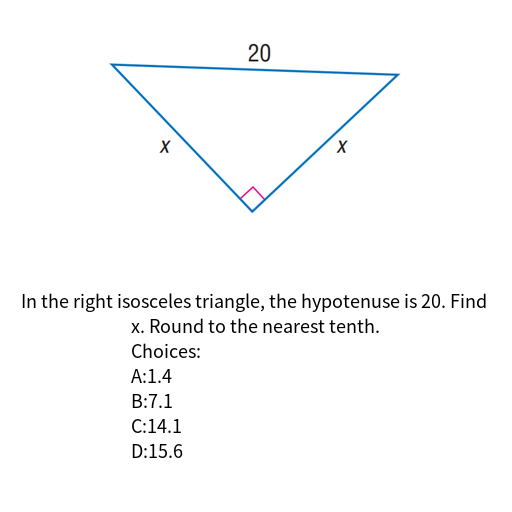 20
x
x
In the right isosceles triangle, the hypotenuse is 20. Find
x. Round to the nearest tenth.
Choices:
A:1.4
B:7.1
C:14.1
D:15.6